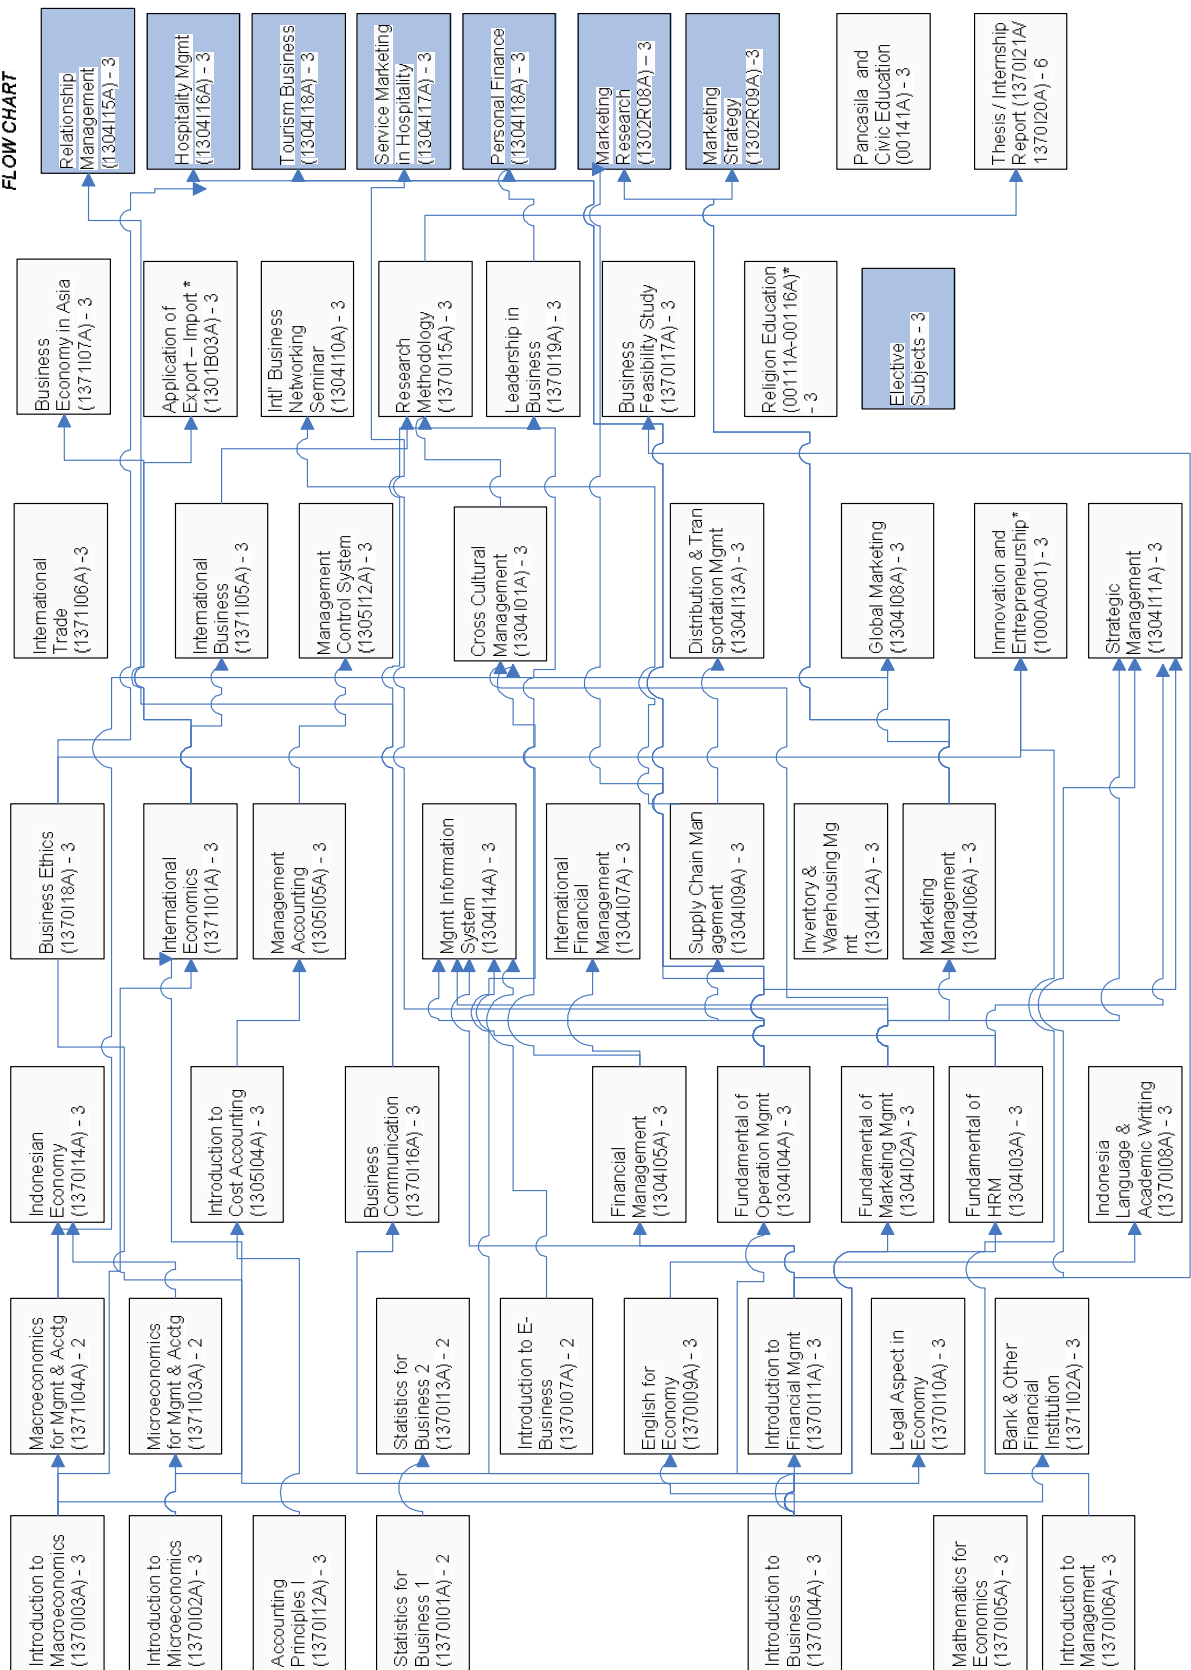 FLOW CHART
Introduction to
Macroeconomics
(1370I03A) - 3
Introduction to
Microeconomics
(1370I02A) - 3
Accounting
Principles I
(1370I12A) - 3
Statistics for
Business 1
(1370I01A) - 2
Introduction to
Business
(1370I04A) - 3
Mathematics for
Economics
(1370I05A) - 3
Introduction to
Management
(1370I06A) - 3
Macroeconomics
for Mgmt & Acctg
(1371I04A) - 2
Microeconomics
for Mgmt & Acctg
(1371I03A) - 2
Statistics for
Business 2
(1370I13A) - 2
Introduction to E-
Business
(1370I07A) - 2
English for
Economy
(1370I09A) - 3
Introduction to
Financial Mgmt
(1370I11A) - 3
Legal Aspect in
Economy
(1370I10A) - 3
Bank & Other
Financial
Institution
(1371I02A) - 3
Indonesian
Economy
(1370I14A) - 3
Introduction to
Cost Accounting
(1305I04A) - 3
Business
Communication
(1370I16A) - 3
Financial
Management
(1304I05A) - 3
Fundamental of
Operation Mgmt
(1304I04A) - 3
Fundamental of
Marketing Mgmt
(1304I02A) - 3
Fundamental of
HRM
(1304I03A) - 3
Indonesia
Language &
Academic Writing
(1370I08A) - 3
Business Ethics
(1370I18A) - 3
International
Economics
(1371I01A) - 3
Management
Accounting
(1305I05A) - 3
Mgmt Information
System
(1304I14A) - 3
International
Financial
Management
(1304I07A) - 3
Supply Chain Man
agement
(1304I09A) - 3
Inventory &
Warehousing Mg
mt
(1304I12A) - 3
Marketing
Management
(1304I06A) - 3
International
Trade
(1371I06A) -3
International
Business
(1371I05A) - 3
Management
Control System
(1305I12A) - 3
Cross Cultural
Management
(1304I01A) - 3
Distribution & Tran
sportation Mgmt
(1304I13A) - 3
Global Marketing
(1304I08A) - 3
Innnovation and
Entrepreneurship*
(1000A001) - 3
Strategic
Management
(1304I11A) - 3
Business
Economy in Asia
(1371I07A) - 3
Application of
Export – Import *
(1301B03A) - 3
Intl' Business
Networking
Seminar
(1304I10A) - 3
Research
Methodology
(1370I15A) - 3
Leadership in
Business
(1370I19A) - 3
Business
Feasibility Study
(1370I17A) - 3
Religion Education
(00111A-00116A)*
- 3
Elective
Subjects - 3
Relationship
Management
(1304I15A) - 3
Hospitality Mgmt
(1304I16A) - 3
Tourism Business
(1304I18A) - 3
Service Marketing
in Hospitality
(1304I17A) - 3
Personal Finance
(1304I18A) - 3
Marketing
Research
(1302R08A) – 3
Marketing
Strategy
(1302R09A) -3
Pancasila and
Civic Education
(00141A) - 3
Thesis / Internship
Report (1370I21A/
1370I20A) - 6